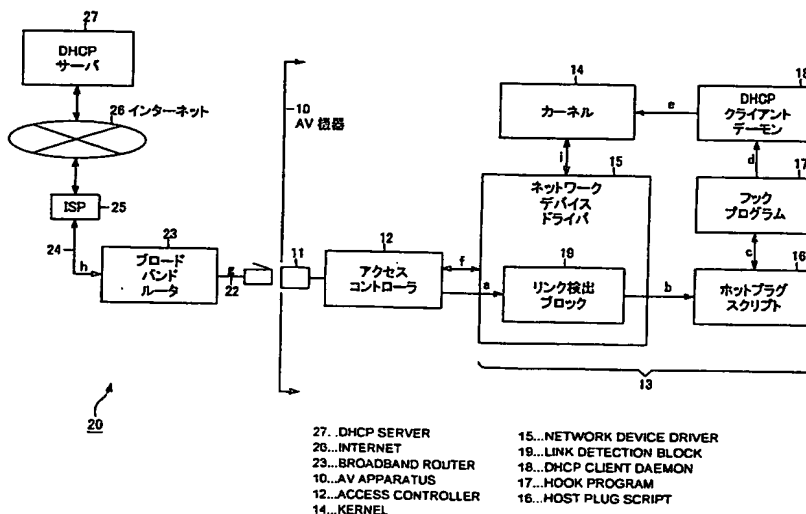 27
DHCP
サーバ
26 インターネット
ISP
25
24
h
23
ブロード
バンド
ルータ
g
22
10
AV 機器
11
12
アクセス
コントローラ
f
a
14
カーネル
i
15
ネットワーク
デバイス
ドライバ
19
リンク検出
ブロック
b
e
18
DHCP
クライアント
デーモン
d
17
フック
プログラム
c
16
ホットプラグ
スクリプト
13
20
27...DHCP SERVER
26...INTERNET
23...BROADBAND ROUTER
10...AV APPARATUS
12...ACCESS CONTROLLER
14...KERNEL
15...NETWORK DEVICE DRIVER
19...LINK DETECTION BLOCK
18...DHCP CLIENT DAEMON
17...HOOK PROGRAM
16...HOST PLUG SCRIPT